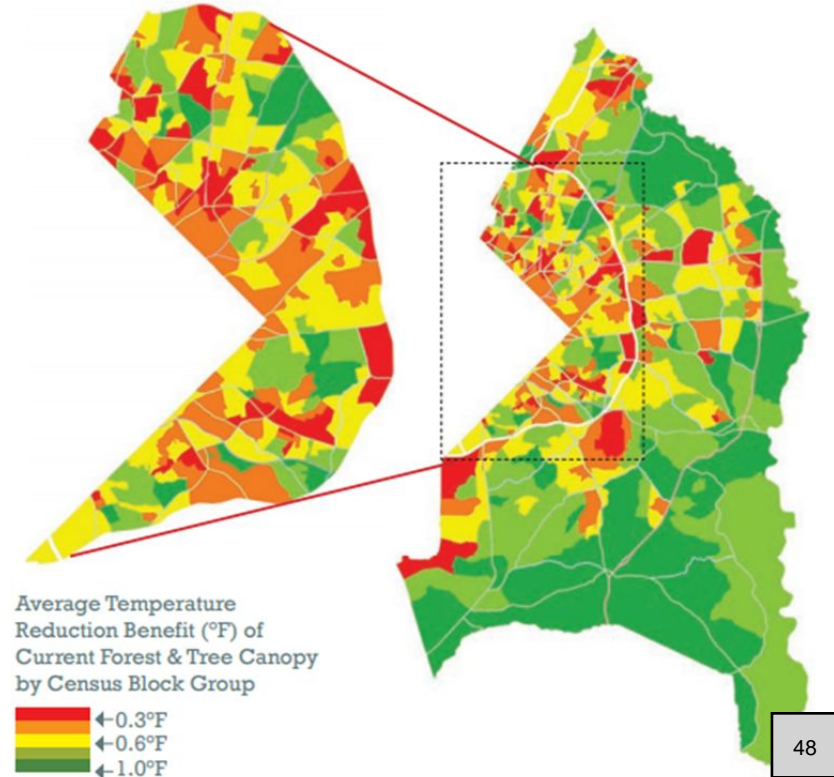 Average Temperature
Reduction Benefit (°F) of
Current Forest & Tree Canopy
by Census Block Group
0.3°F
0.6°F
1.0°F
48